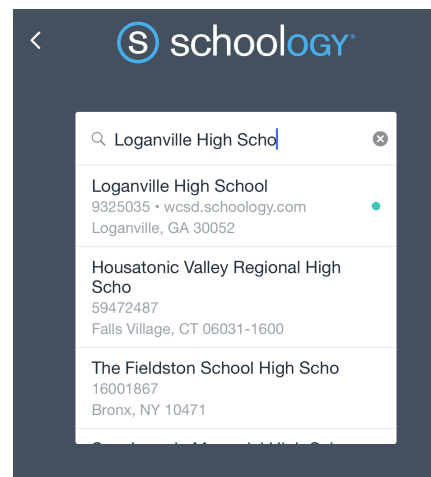 S schoology®
Loganville High Scho
Loganville High School
9325035 • wcsd.schoology.com
Loganville, GA 30052
Housatonic Valley Regional High
Scho
59472487
Falls Village, CT 06031-1600
The Fieldston School High Scho
16001867
Bronx, NY 10471